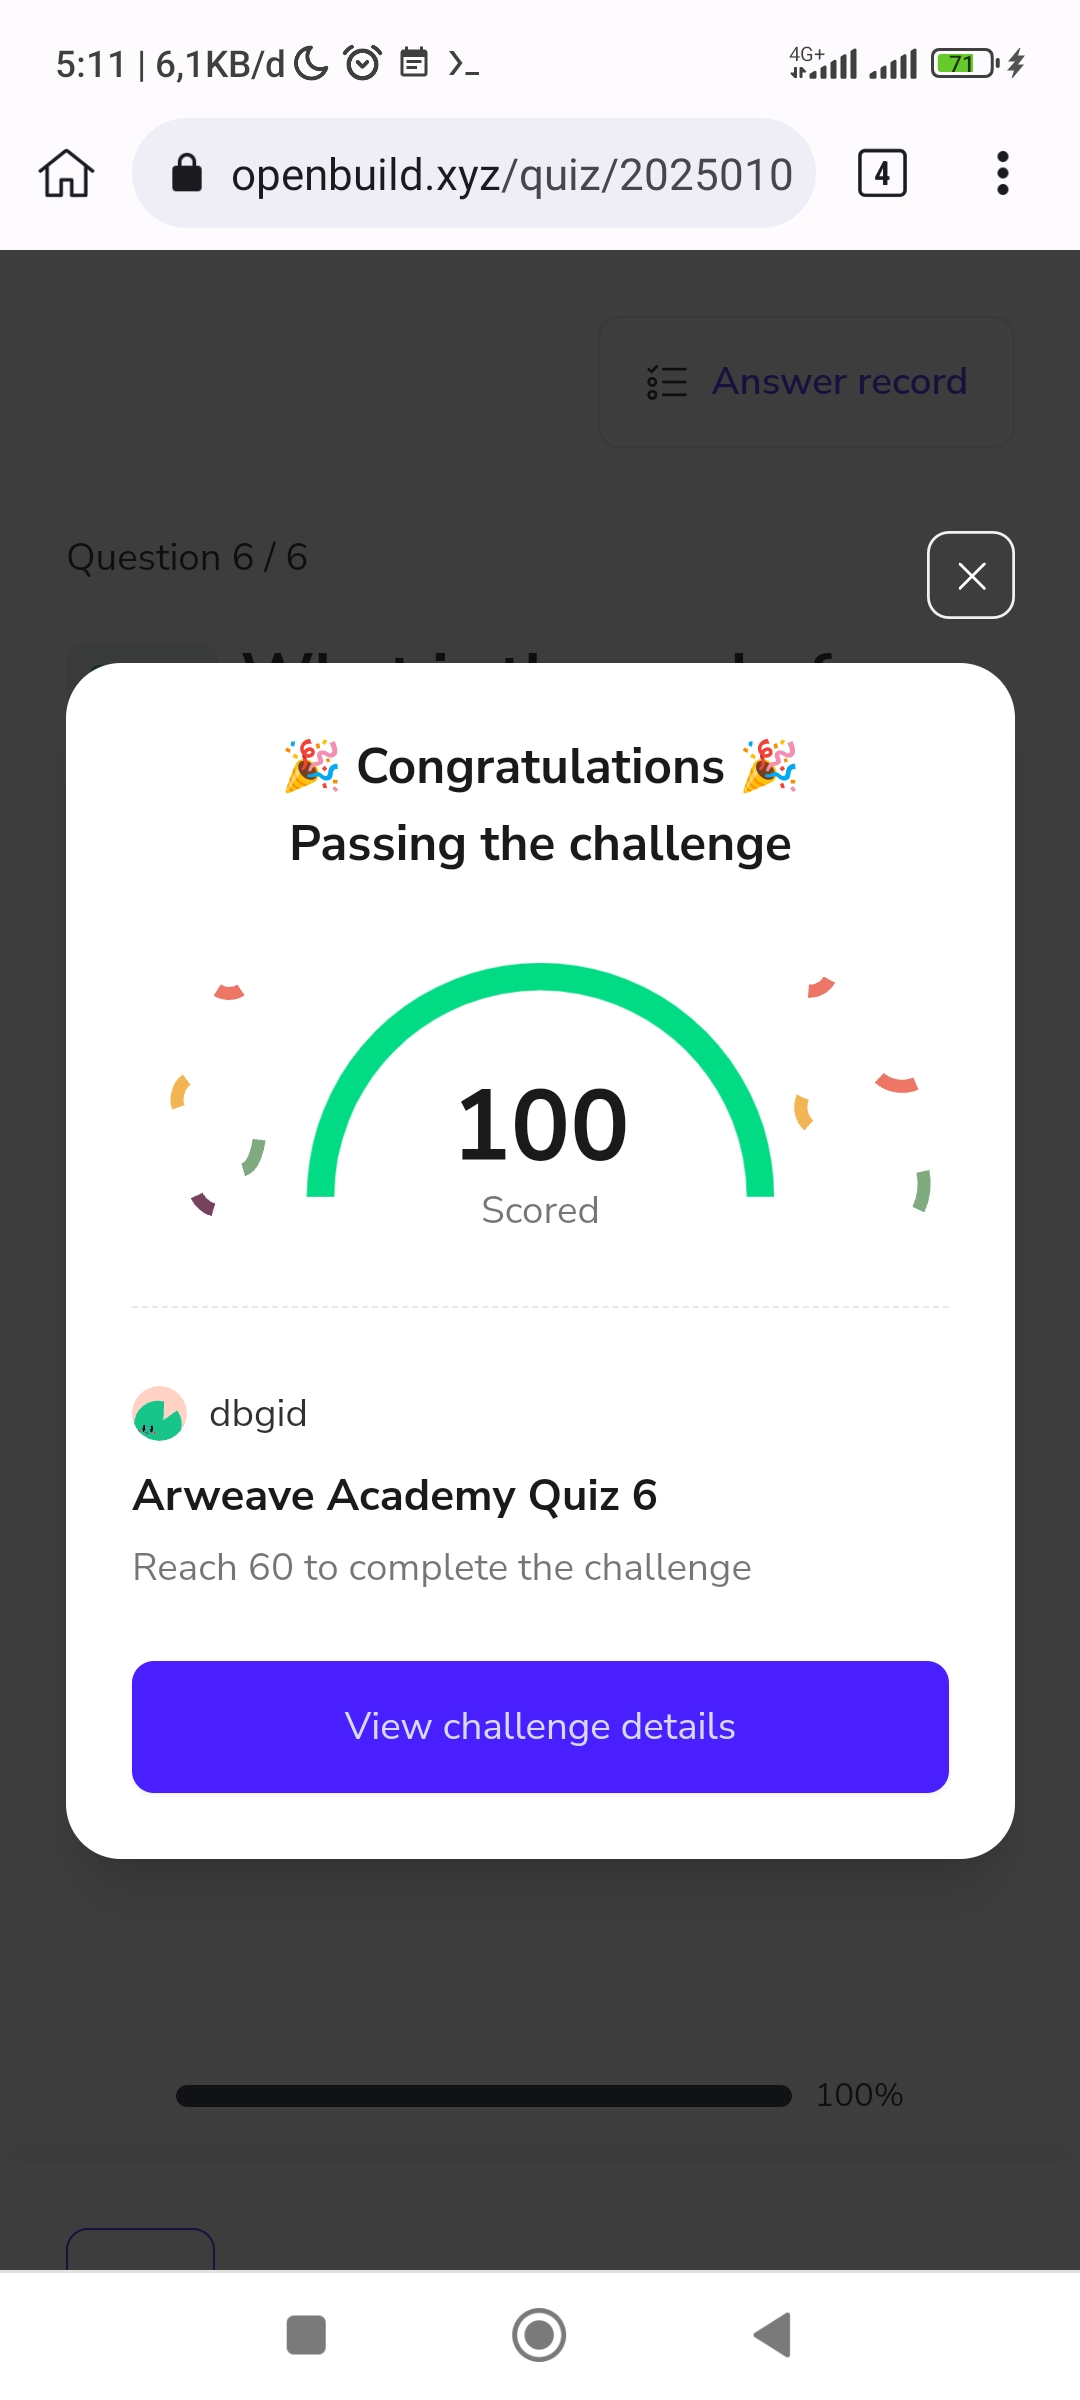 5:11 | 6,1KB/d
4G+
71
openbuild.xyz/quiz/2025010
4
Answer record
Question 6 / 6
🎉 Congratulations 🎉
Passing the challenge
100
Scored
dbgid
Arweave Academy Quiz 6
Reach 60 to complete the challenge
View challenge details
100%